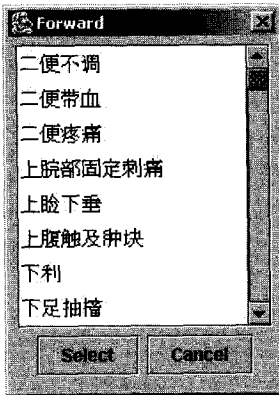 Forward
二便不调
二便带血
二便疼痛
上脘部固定刺痛
上睑下垂
上腹触及肿块
下利
下足抽搐
Select
Cancel